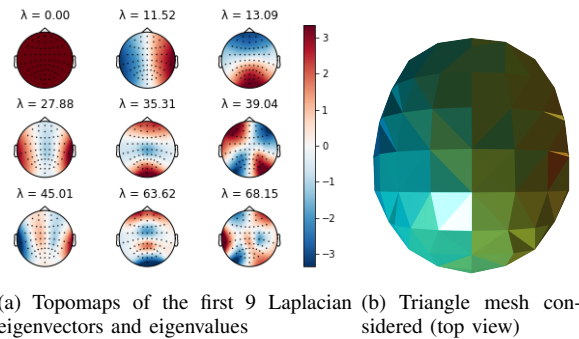 λ = 0.00 λ = 11.52 λ = 13.09
λ = 27.88 λ = 35.31 λ = 39.04
λ = 45.01 λ = 63.62 λ = 68.15
3
2
1
0
−1
−2
−3
(a) Topomaps of the first 9 Laplacian
eigenvectors and eigenvalues
(b) Triangle mesh con-
sidered (top view)